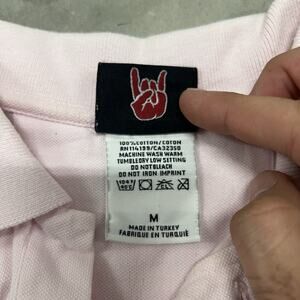 100% COTTON/COTON
RN114199/CA32350
MACHINE WASH WARM
TUMBLEDRY LOW SETTING
DO NOT BLEACH
DO NOT IRON IMPRINT
M
MADE IN TURKEY
FABRIQUE EN TURQUIE